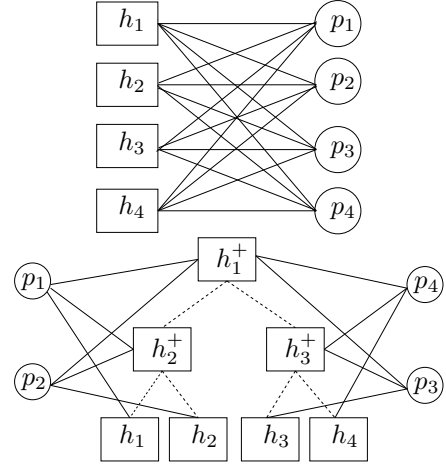 h₁ p₁
h₂ p₂
h₃ p₃
h₄ p₄
h₁⁺
p₁ p₄
h₂⁺ h₃⁺
p₂ p₃
h₁ h₂ h₃ h₄